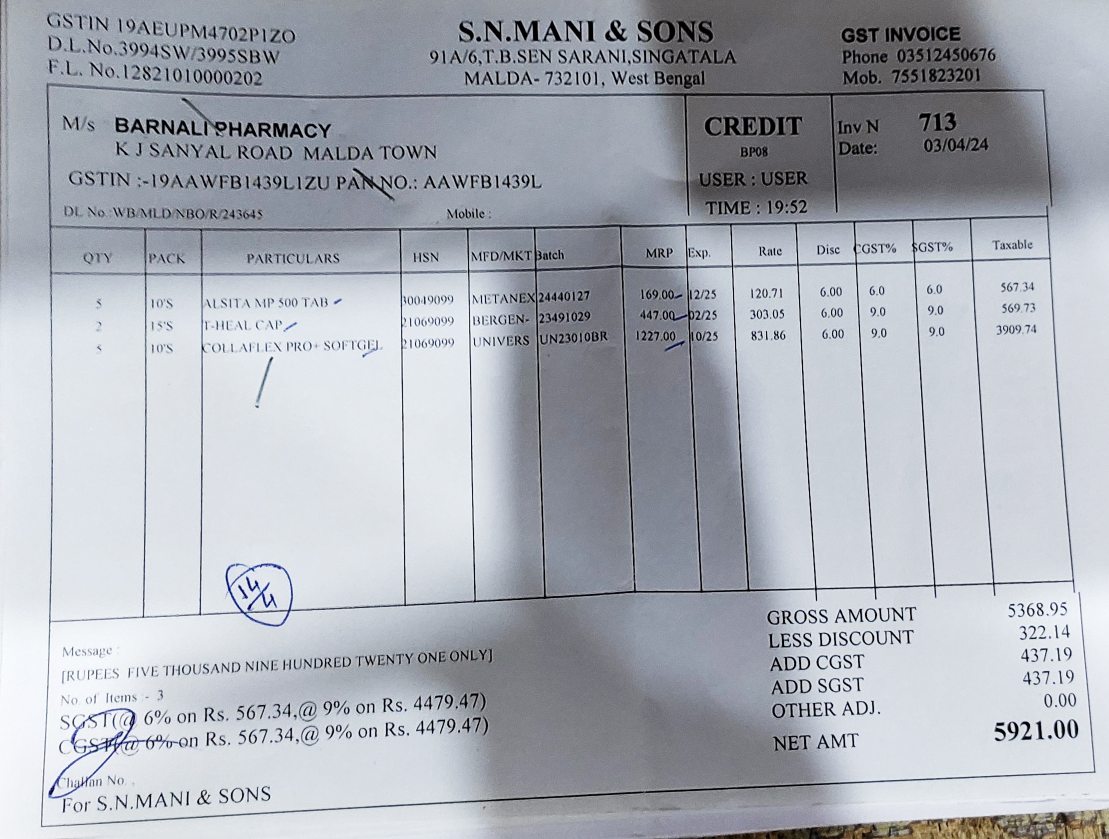 GSTIN 19AEUPM4702P1ZO
D.L.No.3994SW/3995SBW
F.L. No.12821010000202
S.N.MANI & SONS
91A/6,T.B.SEN SARANI,SINGATALA
MALDA- 732101, West Bengal
GST INVOICE
Phone 03512450676
Mob. 7551823201
M/s BARNALI PHARMACY
K J SANYAL ROAD MALDA TOWN
GSTIN :-19AAWFB1439L1ZU PAN NO.: AAWFB1439L
DL No :WB/MLD/NBO/R/243645 Mobile :
CREDIT
BP08
USER : USER
TIME : 19:52
Inv N 713
Date: 03/04/24
QTY PACK PARTICULARS HSN MFD/MKT Batch MRP Exp. Rate Disc CGST% SGST% Taxable
5 10'S ALSITA MP 500 TAB 30049099 METANEX 24440127 169.00 12/25 120.71 6.00 6.0 6.0 567.34
2 15'S T-HEAL CAP 21069099 BERGEN- 23491029 447.00 02/25 303.05 6.00 9.0 9.0 569.73
5 10'S COLLAFLEX PRO+ SOFTGEL 21069099 UNIVERS UN23010BR 1227.00 10/25 831.86 6.00 9.0 9.0 3909.74
14/4
Message :
[RUPEES FIVE THOUSAND NINE HUNDRED TWENTY ONE ONLY]
No. of Items :- 3
SGST(@ 6% on Rs. 567.34,@ 9% on Rs. 4479.47)
CGST(@ 6% on Rs. 567.34,@ 9% on Rs. 4479.47)
Challan No. .
For S.N.MANI & SONS
GROSS AMOUNT 5368.95
LESS DISCOUNT 322.14
ADD CGST 437.19
ADD SGST 437.19
OTHER ADJ. 0.00
NET AMT 5921.00